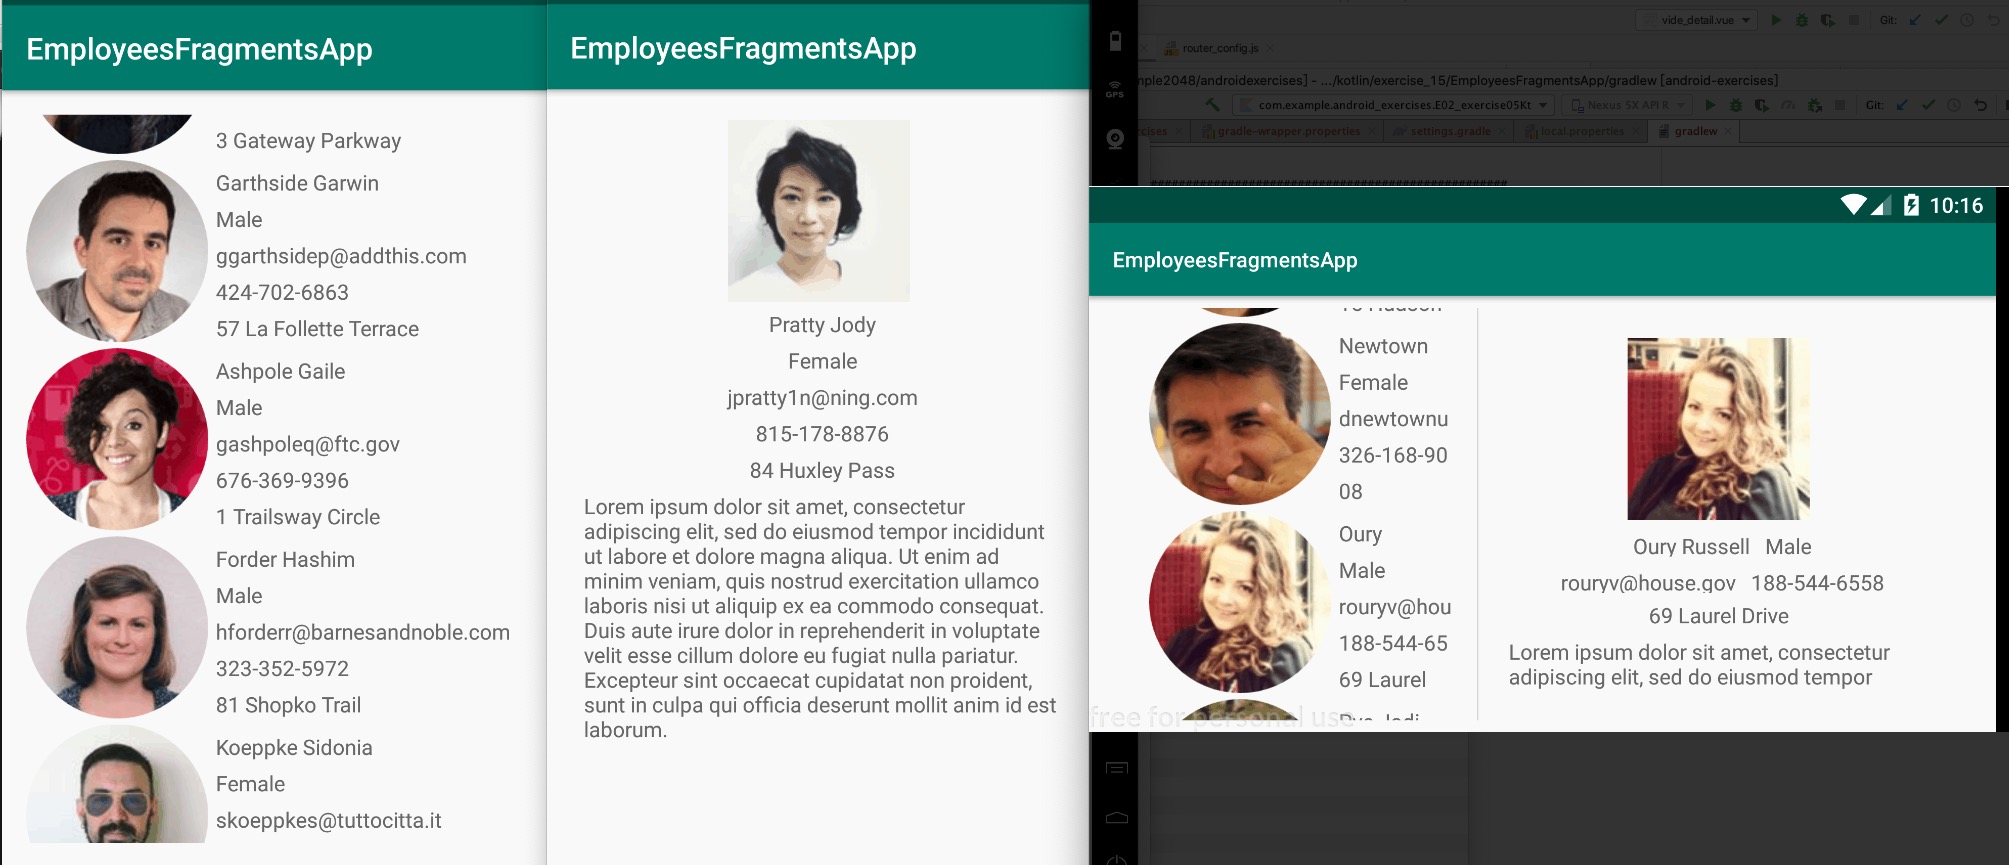 EmployeesFragmentsApp
3 Gateway Parkway
Garthside Garwin
Male
ggarthsidep@addthis.com
424-702-6863
57 La Follette Terrace
Ashpole Gaile
Male
gashpoleq@ftc.gov
676-369-9396
1 Trailsway Circle
Forder Hashim
Male
hforderr@barnesandnoble.com
323-352-5972
81 Shopko Trail
Koeppke Sidonia
Female
skoeppkes@tuttocitta.it
EmployeesFragmentsApp
Pratty Jody
Female
jpratty1n@ning.com
815-178-8876
84 Huxley Pass
Lorem ipsum dolor sit amet, consectetur
adipiscing elit, sed do eiusmod tempor incididunt
ut labore et dolore magna aliqua. Ut enim ad
minim veniam, quis nostrud exercitation ullamco
laboris nisi ut aliquip ex ea commodo consequat.
Duis aute irure dolor in reprehenderit in voluptate
velit esse cillum dolore eu fugiat nulla pariatur.
Excepteur sint occaecat cupidatat non proident,
sunt in culpa qui officia deserunt mollit anim id est
laborum.
vide_detail.vue Git:
router_config.js
mple2048/androidexercises] - .../kotlin/exercise_15/EmployeesFragmentsApp/gradlew [android-exercises]
GPS
com.example.android_exercises.E02_exercise05Kt Nexus 5X API R Git:
rcises gradle-wrapper.properties settings.gradle local.properties gradlew
10:16
EmployeesFragmentsApp
Newtown
Female
dnewtownu
326-168-90
08
Oury
Male
rouryv@hou
188-544-65
69 Laurel
Oury Russell Male
rouryv@house.gov 188-544-6558
69 Laurel Drive
Lorem ipsum dolor sit amet, consectetur
adipiscing elit, sed do eiusmod tempor
free for personal use